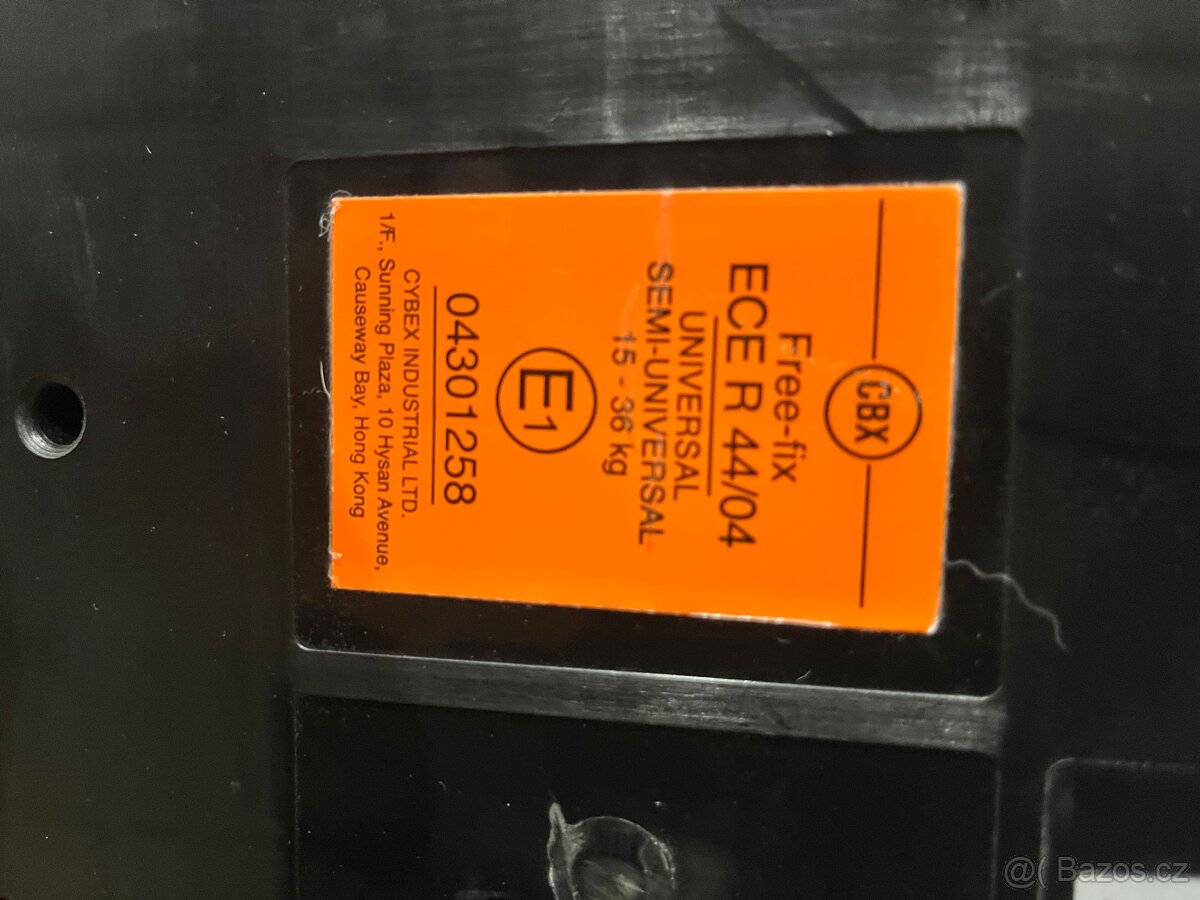 CBX
Free-fix
ECE R 44/04
UNIVERSAL
SEMI-UNIVERSAL
15 - 36 kg
E1
04301258
CYBEX INDUSTRIAL LTD.
1/F., Sunning Plaza, 10 Hysan Avenue,
Causeway Bay, Hong Kong
@( Bazos.cz